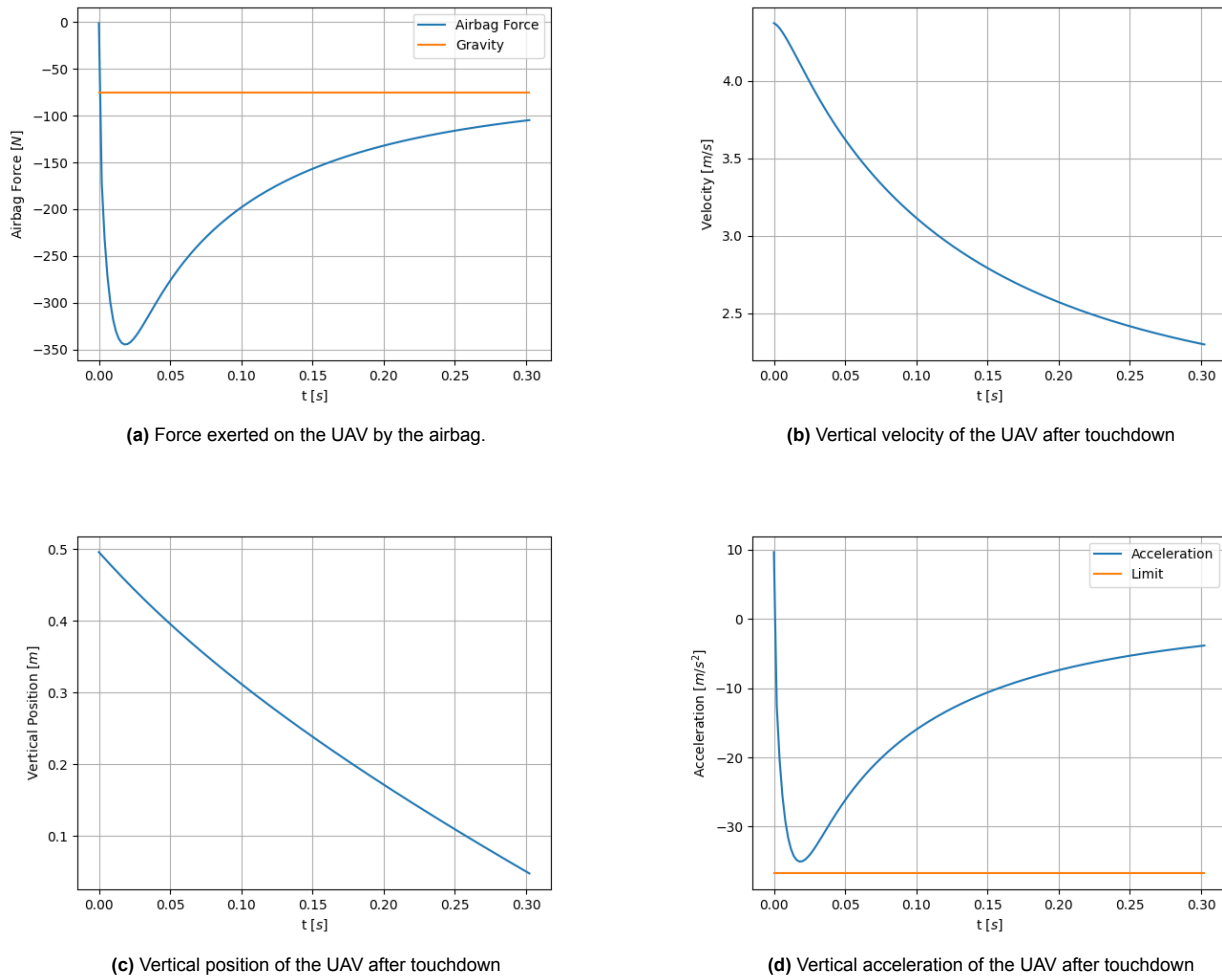 0
−50
−100
−150
−200
−250
−300
−350
Airbag Force [N]
Airbag Force
Gravity
0.00 0.05 0.10 0.15 0.20 0.25 0.30
t [s]
(a) Force exerted on the UAV by the airbag.
4.0
3.5
3.0
2.5
Velocity [m/s]
0.00 0.05 0.10 0.15 0.20 0.25 0.30
t [s]
(b) Vertical velocity of the UAV after touchdown
0.5
0.4
0.3
0.2
0.1
Vertical Position [m]
0.00 0.05 0.10 0.15 0.20 0.25 0.30
t [s]
(c) Vertical position of the UAV after touchdown
10
0
−10
−20
−30
Acceleration [m/s²]
Acceleration
Limit
0.00 0.05 0.10 0.15 0.20 0.25 0.30
t [s]
(d) Vertical acceleration of the UAV after touchdown